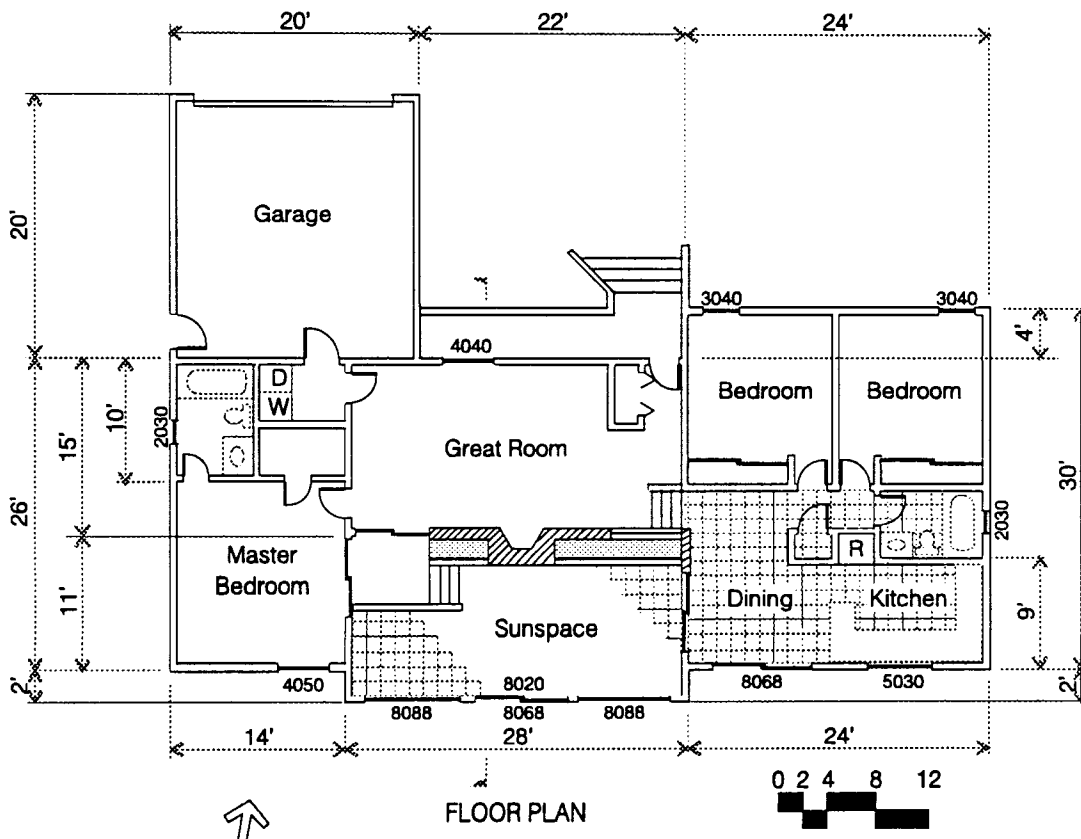 20' 22' 24'
20'
Garage
3040 3040
4'
4040
D
W
Bedroom Bedroom
10'
2030
15'
Great Room
26'
30'
2030
R
Master
Bedroom
11'
Dining Kitchen
9'
Sunspace
2' 2'
4050 8020 8068 5030
8088 8068 8088
14' 28' 24'
0 2 4 8 12
FLOOR PLAN